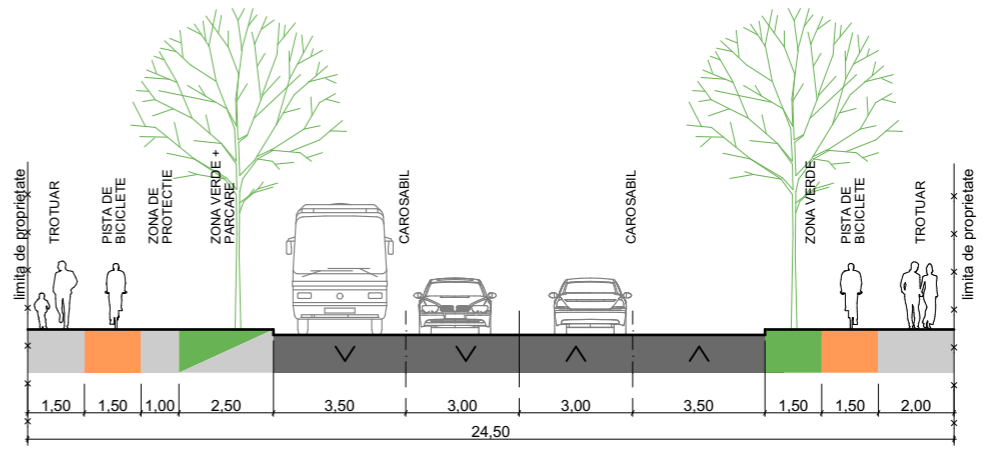 limita de proprietate
TROTUAR
PISTA DE
BICICLETE
ZONA DE
PROTECTIE
ZONA VERDE +
PARCARE
CAROSABIL
CAROSABIL
ZONA VERDE
PISTA DE
BICICLETE
TROTUAR
limita de proprietate
1,50 1,50 1,00 2,50 3,50 3,00 3,00 3,50 1,50 1,50 2,00
24,50